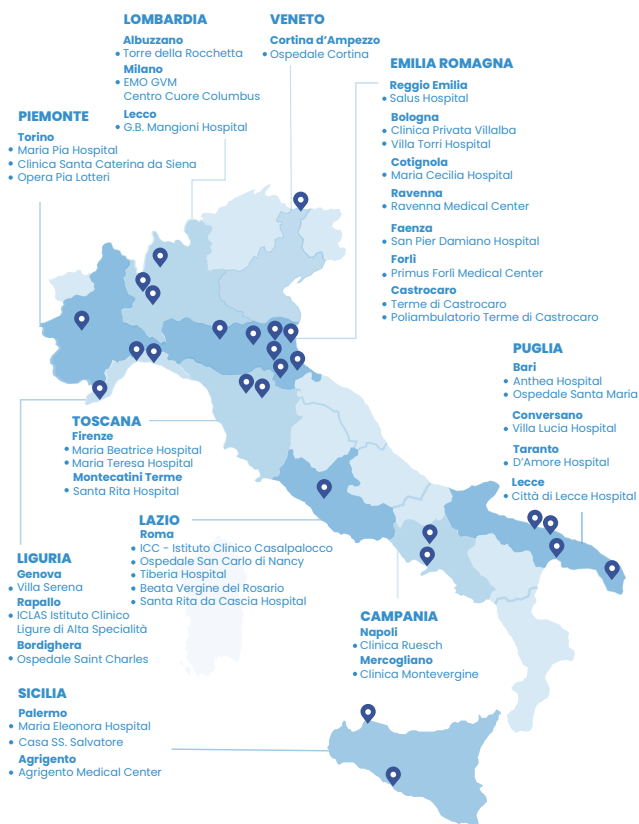 LOMBARDIA
Albuzzano
• Torre della Rocchetta
Milano
• EMO GVM
Centro Cuore Columbus
Lecco
• G.B. Mangioni Hospital
VENETO
Cortina d’Ampezzo
• Ospedale Cortina
EMILIA ROMAGNA
Reggio Emilia
• Salus Hospital
Bologna
• Clinica Privata Villalba
• Villa Torri Hospital
Cotignola
• Maria Cecilia Hospital
Ravenna
• Ravenna Medical Center
Faenza
• San Pier Damiano Hospital
Forlì
• Primus Forlì Medical Center
Castrocaro
• Terme di Castrocaro
• Poliambulatorio Terme di Castrocaro
PIEMONTE
Torino
• Maria Pia Hospital
• Clinica Santa Caterina da Siena
• Opera Pia Lotteri
PUGLIA
Bari
• Anthea Hospital
• Ospedale Santa Maria
Conversano
• Villa Lucia Hospital
Taranto
• D’Amore Hospital
Lecce
• Città di Lecce Hospital
TOSCANA
Firenze
• Maria Beatrice Hospital
• Maria Teresa Hospital
Montecatini Terme
• Santa Rita Hospital
LAZIO
Roma
• ICC - Istituto Clinico Casalpalocco
• Ospedale San Carlo di Nancy
• Tiberia Hospital
• Beata Vergine del Rosario
• Santa Rita da Cascia Hospital
LIGURIA
Genova
• Villa Serena
Rapallo
• ICLAS Istituto Clinico
Ligure di Alta Specialità
Bordighera
• Ospedale Saint Charles
CAMPANIA
Napoli
• Clinica Ruesch
Mercogliano
• Clinica Montevergine
SICILIA
Palermo
• Maria Eleonora Hospital
• Casa SS. Salvatore
Agrigento
• Agrigento Medical Center